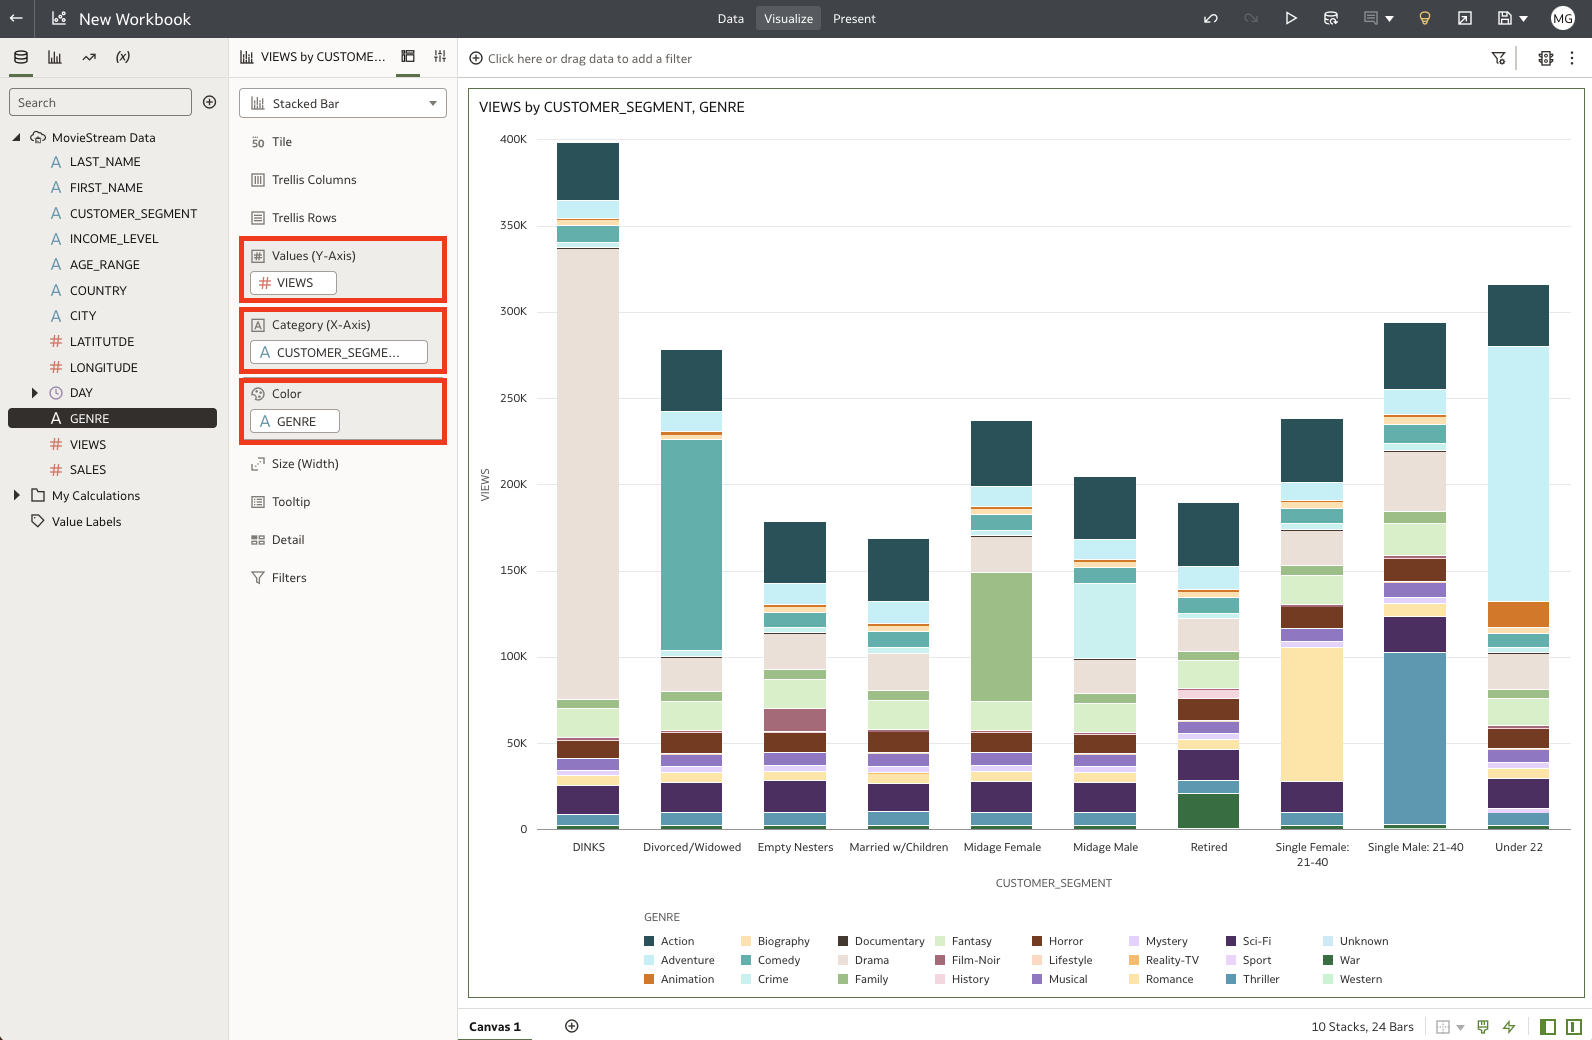 New Workbook
Data Visualize Present
MG
(x)
VIEWS by CUSTOME...
Click here or drag data to add a filter
Search
MovieStream Data
A LAST_NAME
A FIRST_NAME
A CUSTOMER_SEGMENT
A INCOME_LEVEL
A AGE_RANGE
A COUNTRY
A CITY
# LATITUTDE
# LONGITUDE
DAY
A GENRE
# VIEWS
# SALES
My Calculations
Value Labels
Stacked Bar
50 Tile
Trellis Columns
Trellis Rows
# Values (Y-Axis)
# VIEWS
A Category (X-Axis)
A CUSTOMER_SEGME...
Color
A GENRE
Size (Width)
Tooltip
Detail
Filters
VIEWS by CUSTOMER_SEGMENT, GENRE
400K
350K
300K
250K
200K
150K
100K
50K
0
VIEWS
DINKS Divorced/Widowed Empty Nesters Married w/Children Midage Female Midage Male Retired Single Female: Single Male: 21-40 Under 22
21-40
CUSTOMER_SEGMENT
GENRE
Action Biography Documentary Fantasy Horror Mystery Sci-Fi Unknown
Adventure Comedy Drama Film-Noir Lifestyle Reality-TV Sport War
Animation Crime Family History Musical Romance Thriller Western
Canvas 1
10 Stacks, 24 Bars